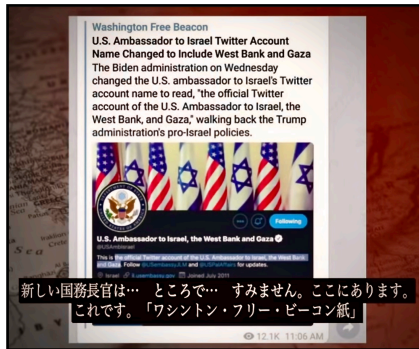 Washington Free Beacon
U.S. Ambassador to Israel Twitter Account
Name Changed to Include West Bank and Gaza
The Biden administration on Wednesday
changed the U.S. ambassador to Israel's Twitter
account name to read, "the official Twitter
account of the U.S. Ambassador to Israel, the
West Bank, and Gaza," walking back the Trump
administration's pro-Israel policies.
Following
U.S. Ambassador to Israel, the West Bank and Gaza
@USAmbIsrael
This is the official Twitter account of the U.S. Ambassador to Israel, the West Bank
and Gaza. Follow @usembassyJLM and @USPalAffairs for updates.
Israel il.usembassy.gov Joined July 2011
新しい国務長官は… ところで… すみません。ここにあります。
これです。「ワシントン・フリー・ビーコン紙」
12.1K 11:06 AM